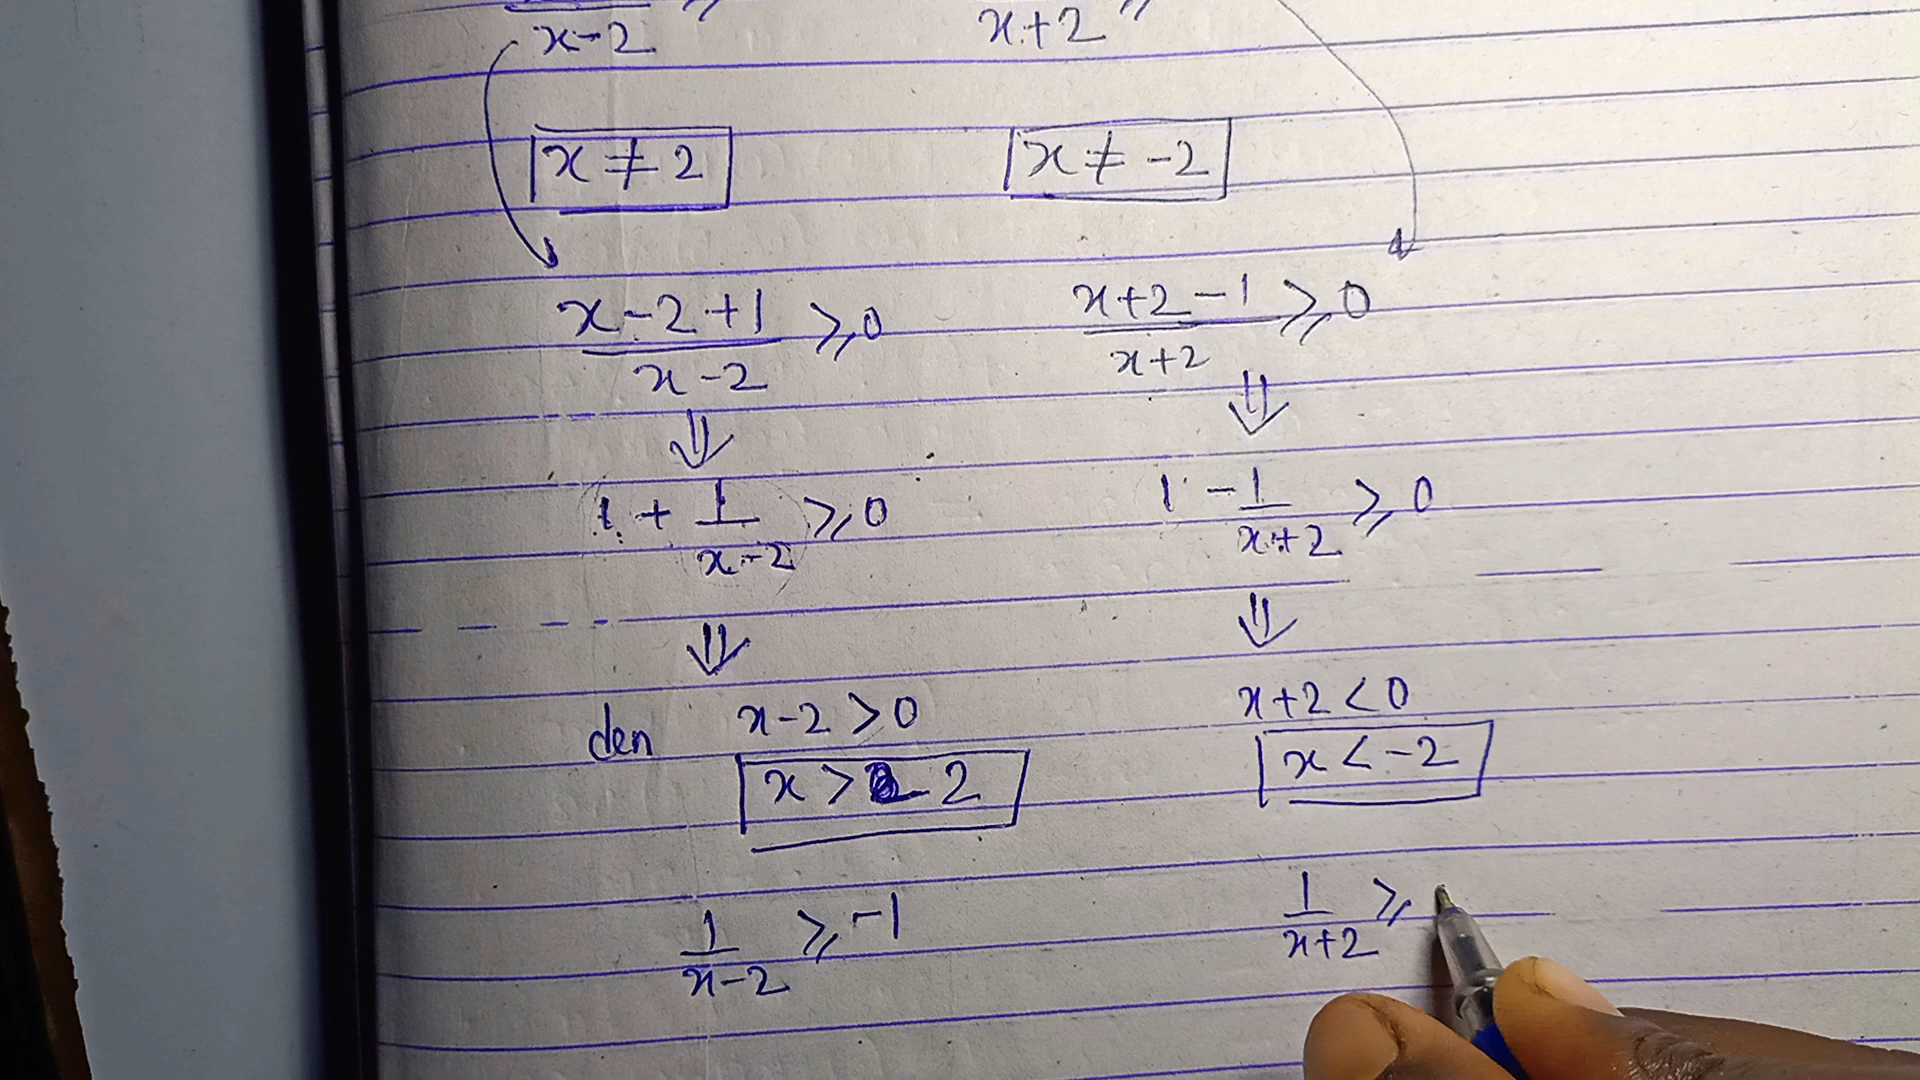 x-2 x+2
x ≠ 2 x ≠ -2
x-2+1 / x-2 ≥ 0 x+2-1 / x+2 ≥ 0
⇓ ⇓
1 + 1 / x-2 ≥ 0 1 - 1 / x+2 ≥ 0
⇓ ⇓
den x-2 > 0 x+2 < 0
x > 2 x < -2
1 / x-2 ≥ -1 1 / x+2 ≥